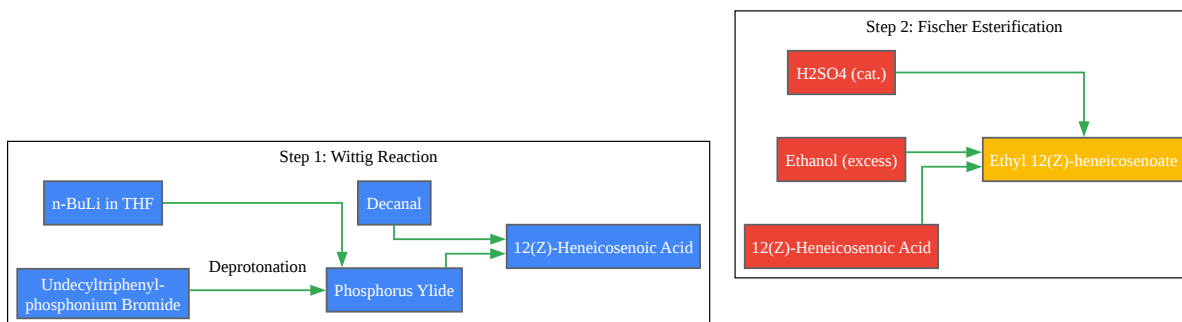 Step 1: Wittig Reaction
n-BuLi in THF
Decanal
12(Z)-Heneicosenoic Acid
Deprotonation
Undecyltriphenyl-
phosphonium Bromide
Phosphorus Ylide
Step 2: Fischer Esterification
H2SO4 (cat.)
Ethanol (excess)
Ethyl 12(Z)-heneicosenoate
12(Z)-Heneicosenoic Acid